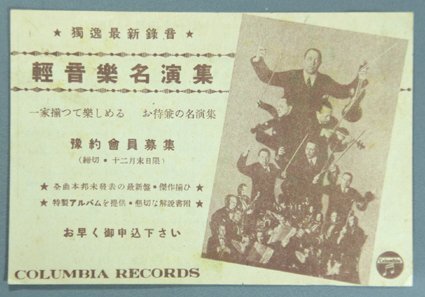 ★ 獨逸最新錄音 ★
輕音樂名演集
一家揃つて樂しめる お待兼の名演集
豫約會員募集
(締切・十二月末日限)
★ 各曲本邦未發表の最新盤・傑作揃ひ ★
★ 特製アルバムを提供・懇切な解説書附 ★
お早く御申込下さい
COLUMBIA RECORDS
Columbia